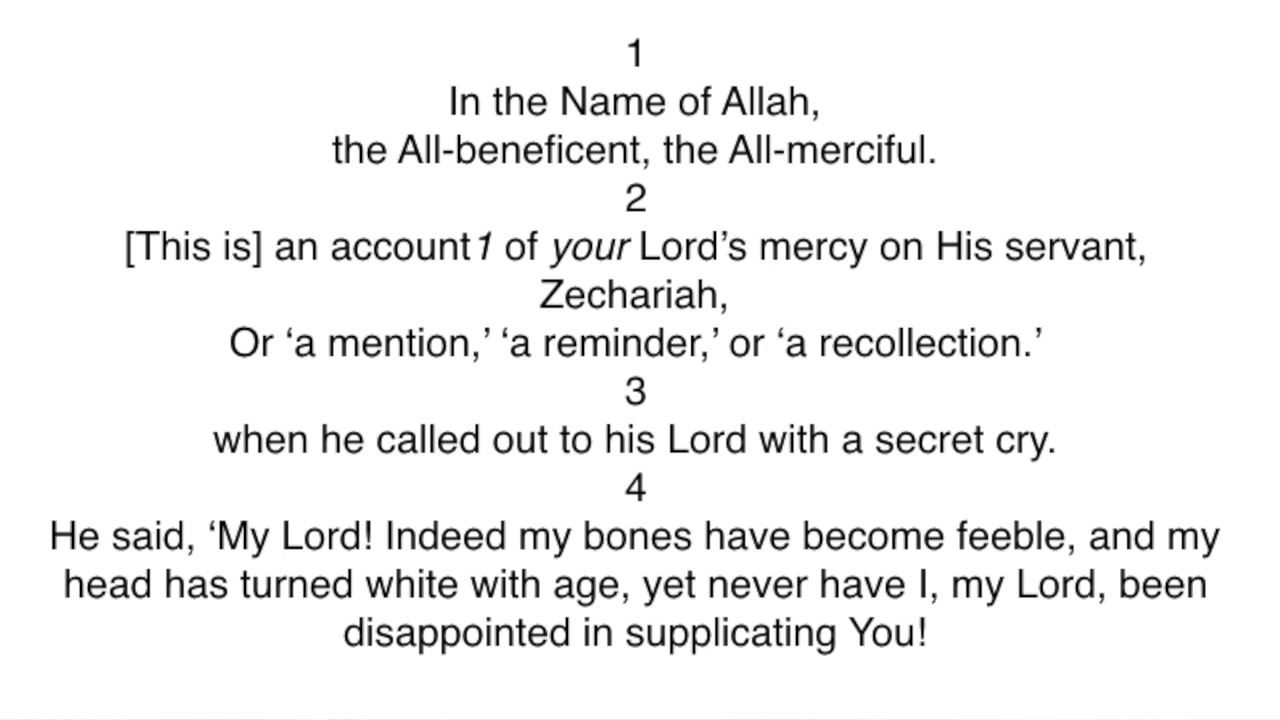 1
In the Name of Allah,
the All-beneficent, the All-merciful.
2
[This is] an account1 of your Lord’s mercy on His servant,
Zechariah,
Or ‘a mention,’ ‘a reminder,’ or ‘a recollection.’
3
when he called out to his Lord with a secret cry.
4
He said, ‘My Lord! Indeed my bones have become feeble, and my
head has turned white with age, yet never have I, my Lord, been
disappointed in supplicating You!